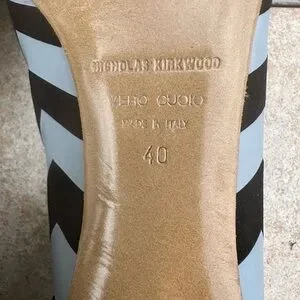 NICHOLAS KIRKWOOD
VERO CUOIO
MADE IN ITALY
40